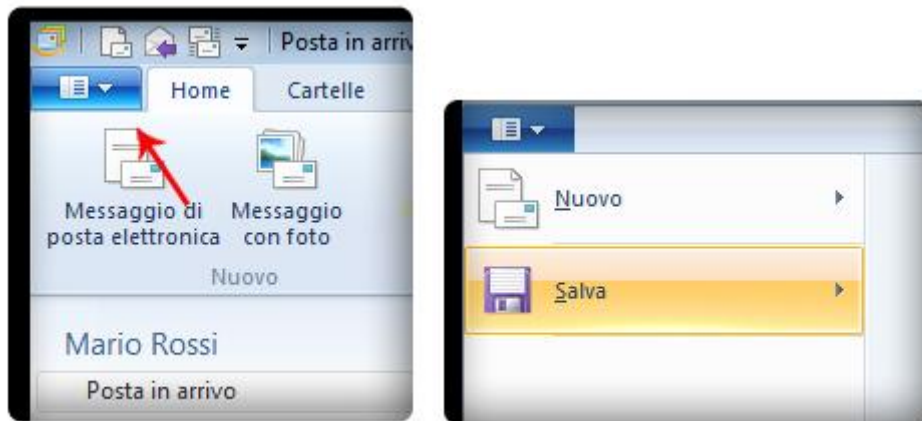 Posta in arriv
Home Cartelle
Messaggio di
posta elettronica
Messaggio
con foto
Nuovo
Mario Rossi
Posta in arrivo
Nuovo
Salva